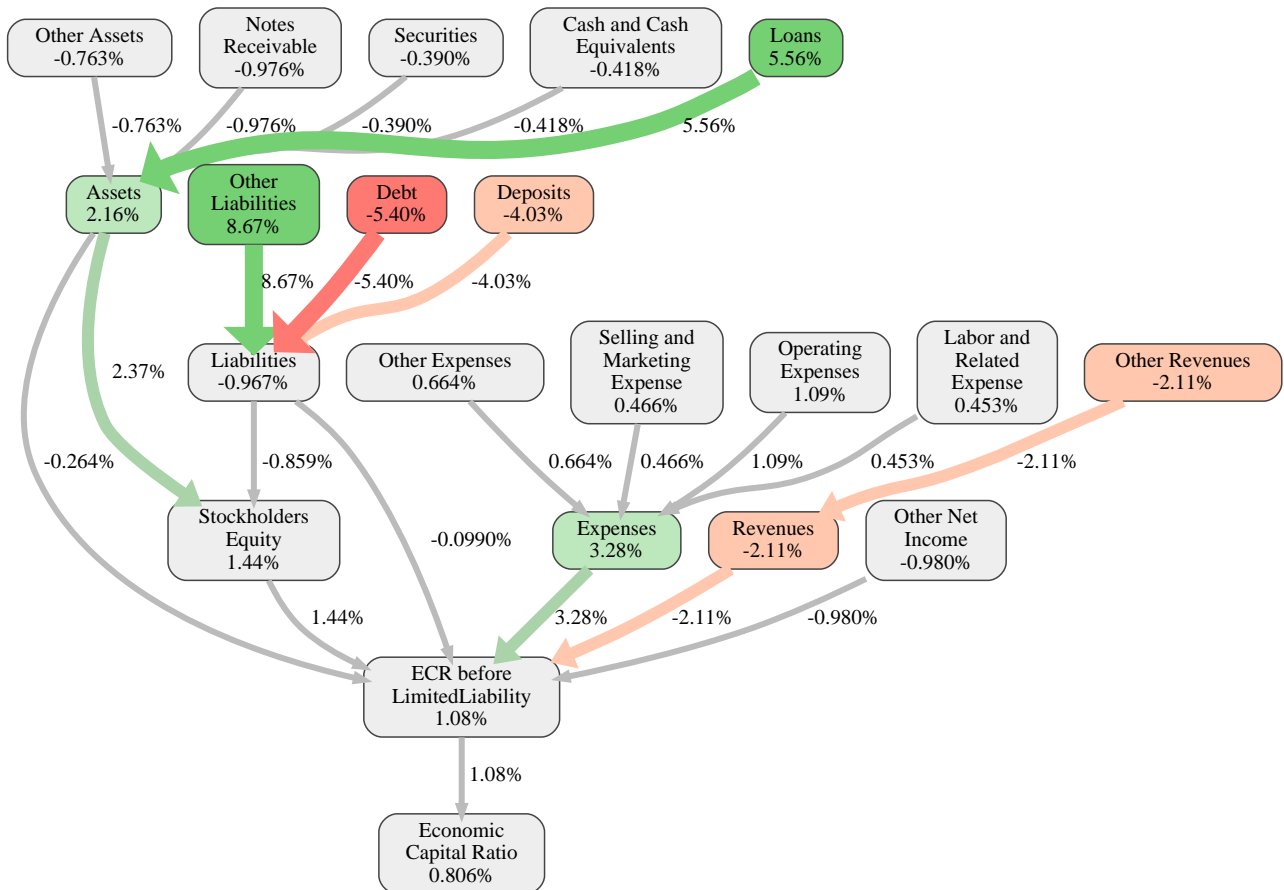 Other Assets
-0.763%
Notes
Receivable
-0.976%
Securities
-0.390%
Cash and Cash
Equivalents
-0.418%
Loans
5.56%
-0.763%
-0.976%
-0.390%
-0.418%
5.56%
Assets
2.16%
Other
Liabilities
8.67%
Debt
-5.40%
Deposits
-4.03%
8.67%
-5.40%
-4.03%
Liabilities
-0.967%
Other Expenses
0.664%
Selling and
Marketing
Expense
0.466%
Operating
Expenses
1.09%
Labor and
Related
Expense
0.453%
Other Revenues
-2.11%
2.37%
-0.264%
-0.859%
0.664%
0.466%
1.09%
0.453%
-2.11%
Stockholders
Equity
1.44%
-0.0990%
Expenses
3.28%
Revenues
-2.11%
Other Net
Income
-0.980%
1.44%
3.28%
-2.11%
-0.980%
ECR before
LimitedLiability
1.08%
1.08%
Economic
Capital Ratio
0.806%